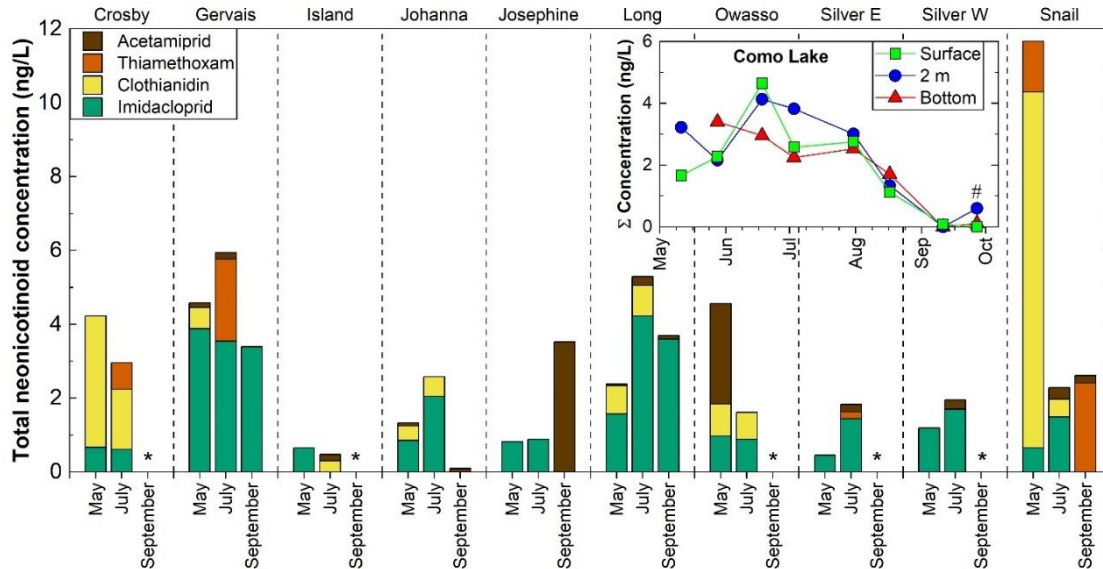 Crosby Gervais Island Johanna Josephine Long Owasso Silver E Silver W Snail
Total neonicotinoid concentration (ng/L)
12
10
8
6
4
2
0
Acetamiprid
Thiamethoxam
Clothianidin
Imidacloprid
Como Lake
Σ Concentration (ng/L)
6
4
2
0
Surface
2 m
Bottom
#
May Jun Jul Aug Sep Oct
* * * * *
May July September May July September May July September May July September May July September May July September May July September May July September May July September May July September